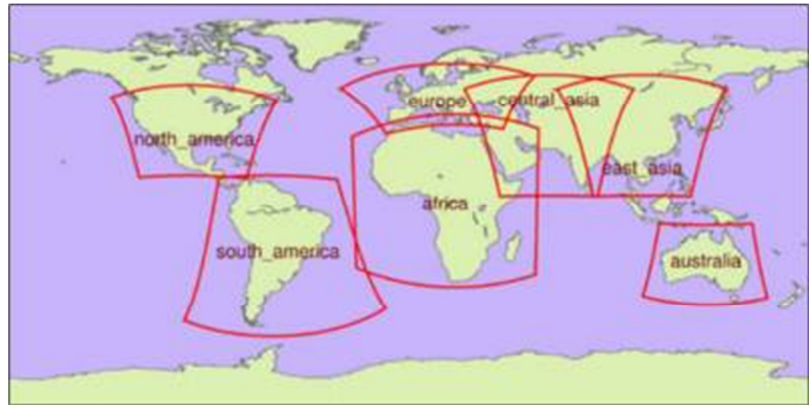 europe
central_asia
north_america
east_asia
africa
south_america
australia